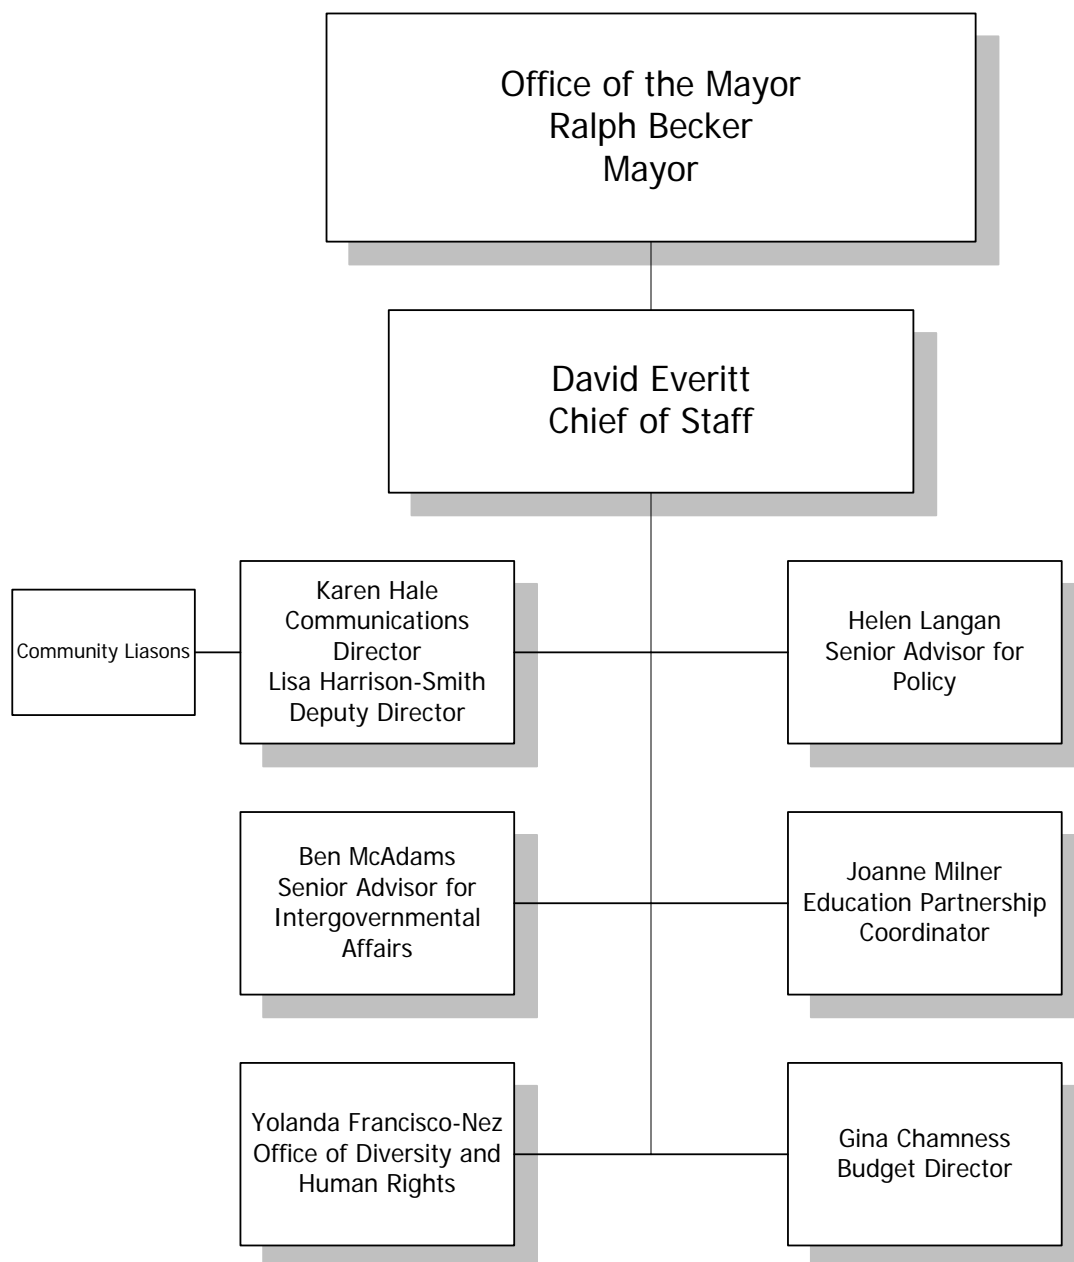 Office of the Mayor
Ralph Becker
Mayor
David Everitt
Chief of Staff
Community Liasons
Karen Hale
Communications
Director
Lisa Harrison-Smith
Deputy Director
Helen Langan
Senior Advisor for
Policy
Ben McAdams
Senior Advisor for
Intergovernmental
Affairs
Joanne Milner
Education Partnership
Coordinator
Yolanda Francisco-Nez
Office of Diversity and
Human Rights
Gina Chamness
Budget Director